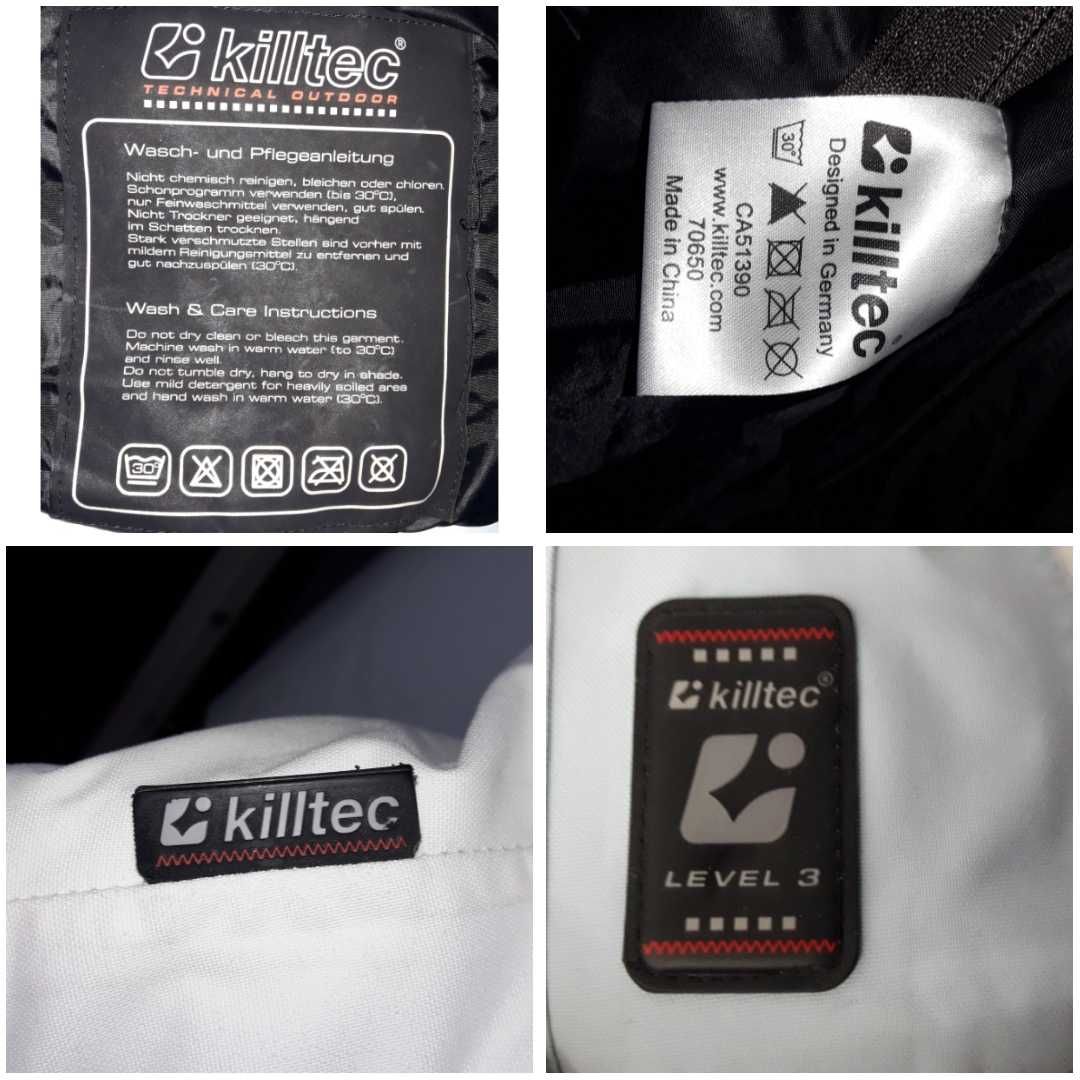 killtec®
TECHNICAL OUTDOOR
Wasch- und Pflegeanleitung
Nicht chemisch reinigen, bleichen oder chloren.
Schonprogramm verwenden (bis 30°C),
nur Feinwaschmittel verwenden, gut spülen.
Nicht Trockner geeignet, hängend
im Schatten trocknen.
Stark verschmutzte Stellen sind vorher mit
mildem Reinigungsmittel zu entfernen und
gut nachzuspülen (30°C).
Wash & Care Instructions
Do not dry clean or bleach this garment.
Machine wash in warm water (to 30°C)
and rinse well.
Do not tumble dry, hang to dry in shade.
Use mild detergent for heavily soiled area
and hand wash in warm water (30°C).
30°
killtec
Designed in Germany
30°
CA51390
www.killtec.com
70650
Made in China
killtec
killtec®
LEVEL 3